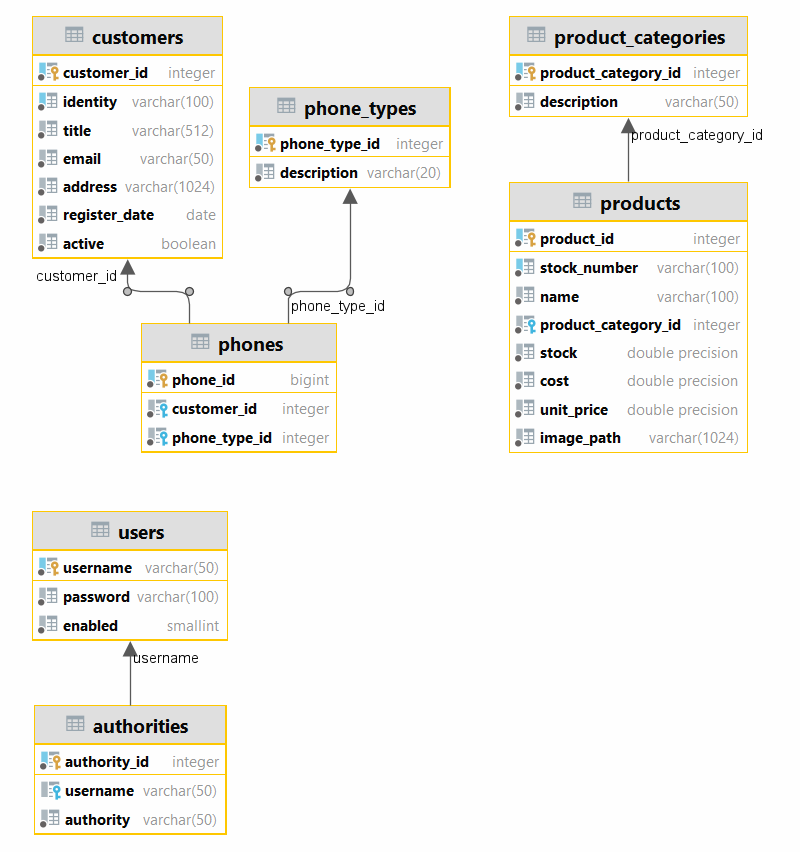 customers
customer_id integer
identity varchar(100)
title varchar(512)
email varchar(50)
address varchar(1024)
register_date date
active boolean
customer_id
phone_types
phone_type_id integer
description varchar(20)
phone_type_id
phones
phone_id bigint
customer_id integer
phone_type_id integer
product_categories
product_category_id integer
description varchar(50)
product_category_id
products
product_id integer
stock_number varchar(100)
name varchar(100)
product_category_id integer
stock double precision
cost double precision
unit_price double precision
image_path varchar(1024)
users
username varchar(50)
password varchar(100)
enabled smallint
username
authorities
authority_id integer
username varchar(50)
authority varchar(50)